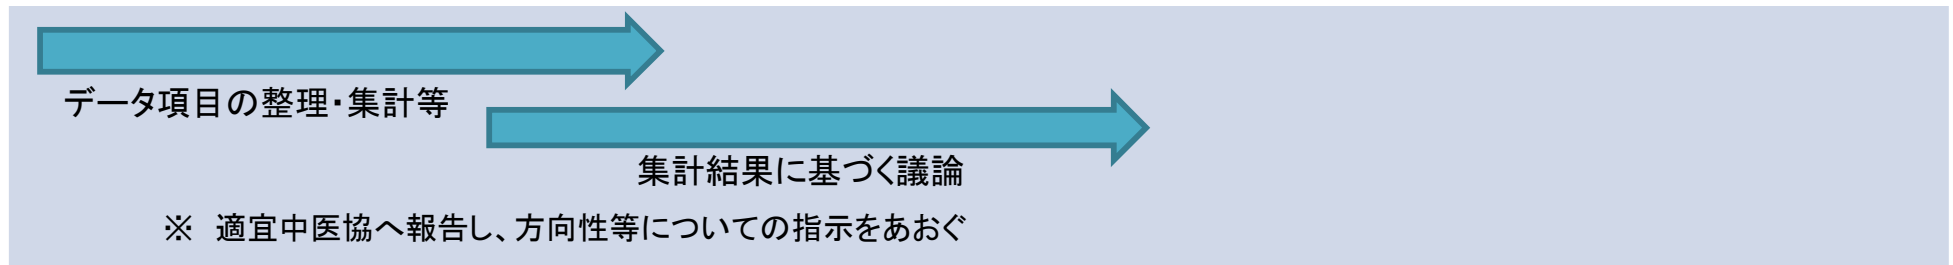 データ項目の整理・集計等
集計結果に基づく議論
※　適宜中医協へ報告し、方向性等についての指示をあおぐ